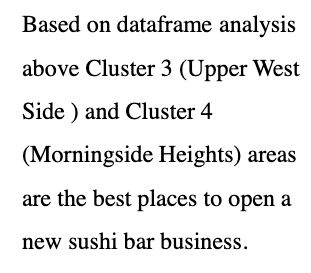 Based on dataframe analysis
above Cluster 3 (Upper West
Side ) and Cluster 4
(Morningside Heights) areas
are the best places to open a
new sushi bar business.